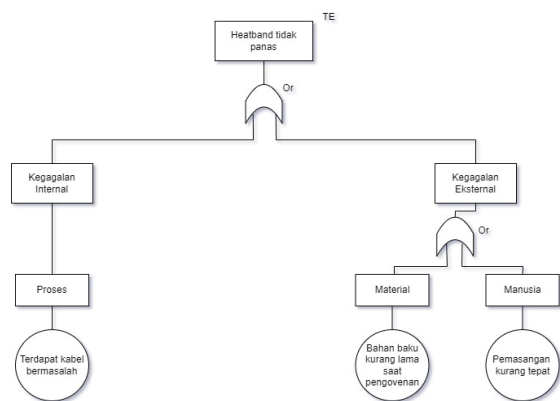 TE
Heatband tidak
panas
Or
Kegagalan
Internal
Kegagalan
Eksternal
Or
Proses
Material
Manusia
Terdapat kabel
bermasalah
Bahan baku
kurang lama
saat
pengovenan
Pemasangan
kurang tepat